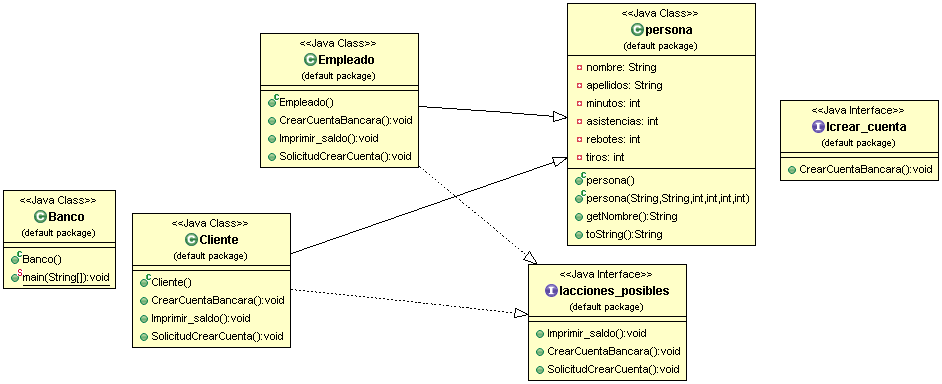 <<Java Class>>
Empleado
(default package)
Empleado()
CrearCuentaBancara():void
Imprimir_saldo():void
SolicitudCrearCuenta():void
<<Java Class>>
persona
(default package)
nombre: String
apellidos: String
minutos: int
asistencias: int
rebotes: int
tiros: int
persona()
persona(String,String,int,int,int,int)
getNombre():String
toString():String
<<Java Interface>>
Icrear_cuenta
(default package)
CrearCuentaBancara():void
<<Java Class>>
Banco
(default package)
Banco()
main(String[]):void
<<Java Class>>
Cliente
(default package)
Cliente()
CrearCuentaBancara():void
Imprimir_saldo():void
SolicitudCrearCuenta():void
<<Java Interface>>
Iacciones_posibles
(default package)
Imprimir_saldo():void
CrearCuentaBancara():void
SolicitudCrearCuenta():void